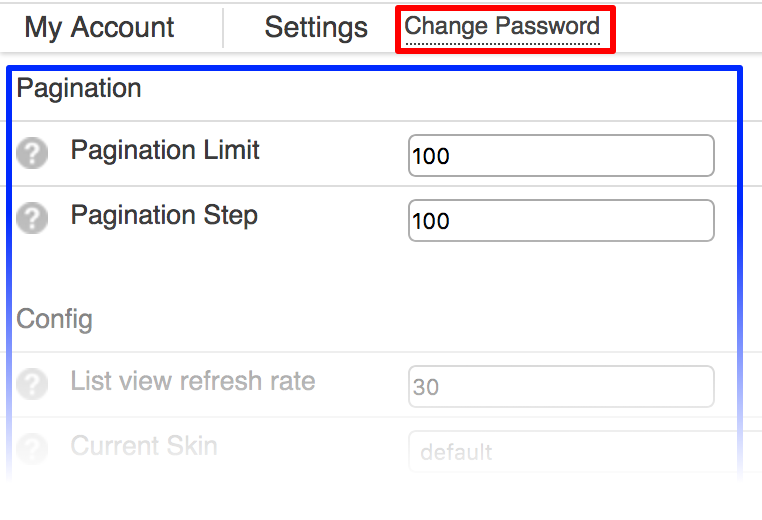 My Account Settings Change Password
Pagination
? Pagination Limit 100
? Pagination Step 100
Config
? List view refresh rate 30
? Current Skin default